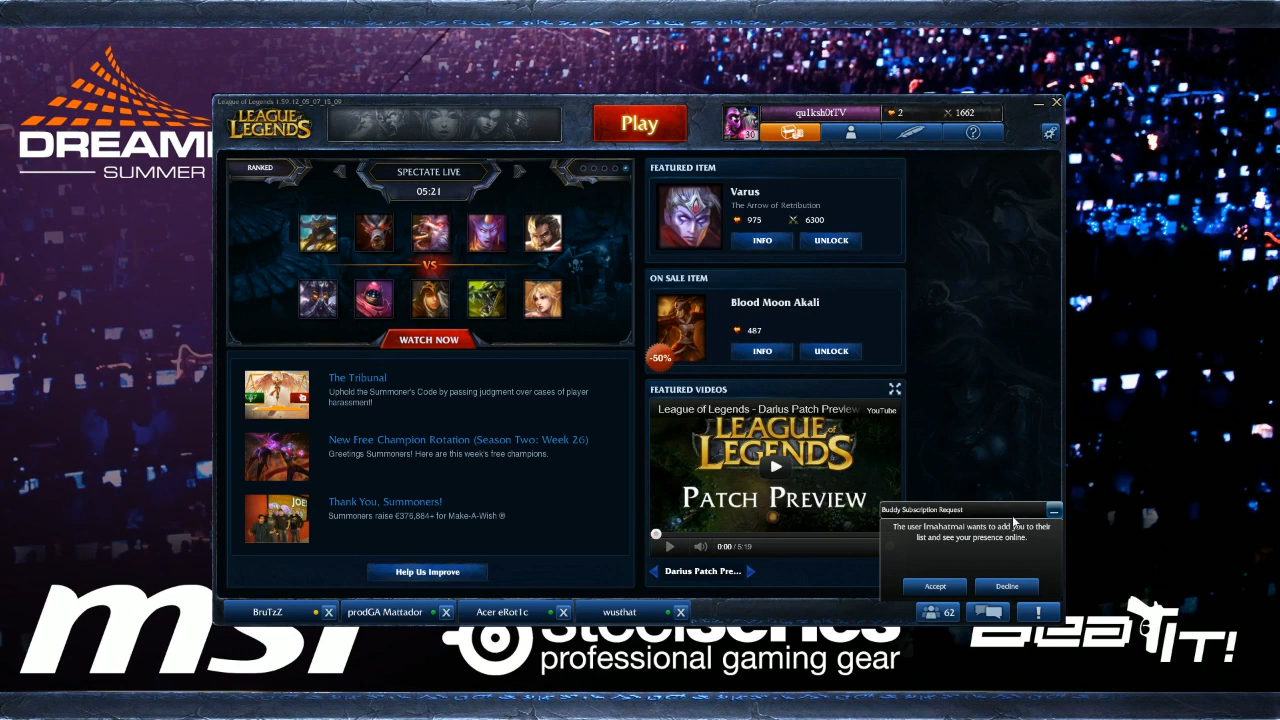 League of Legends 1.59.12_05_07_15_09
LEAGUE of LEGENDS
Play
qu1ksh0tTV
2
1662
30
DREAM
SUMMER
RANKED
SPECTATE LIVE
05:21
VS
WATCH NOW
FEATURED ITEM
Varus
The Arrow of Retribution
975
6300
INFO
UNLOCK
ON SALE ITEM
Blood Moon Akali
487
-50%
INFO
UNLOCK
The Tribunal
Uphold the Summoner's Code by passing judgment over cases of player
harassment!
New Free Champion Rotation (Season Two: Week 26)
Greetings Summoners! Here are this week's free champions.
Thank You, Summoners!
Summoners raise €378,884+ for Make-A-Wish ®
Help Us Improve
FEATURED VIDEOS
League of Legends - Darius Patch Preview
YouTube
LEAGUE of
LEGENDS
PATCH PREVIEW
0:00 / 5:19
Darius Patch Pre...
Buddy Subscription Request
The user Imahatmai wants to add you to their
list and see your presence online.
Accept
Decline
BruTzZ
X
prodGA Mattador
X
Acer eRot1c
X
wusthat
X
62
msi
steelseries
professional gaming gear
BEAT IT!